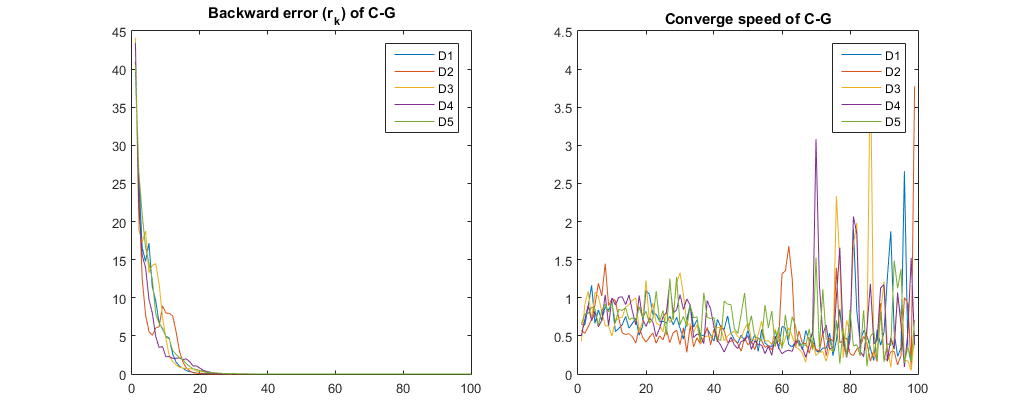 Backward error (r_k) of C-G
45
40
35
30
25
20
15
10
5
0
0 20 40 60 80 100
D1
D2
D3
D4
D5
Converge speed of C-G
4.5
4
3.5
3
2.5
2
1.5
1
0.5
0
0 20 40 60 80 100
D1
D2
D3
D4
D5